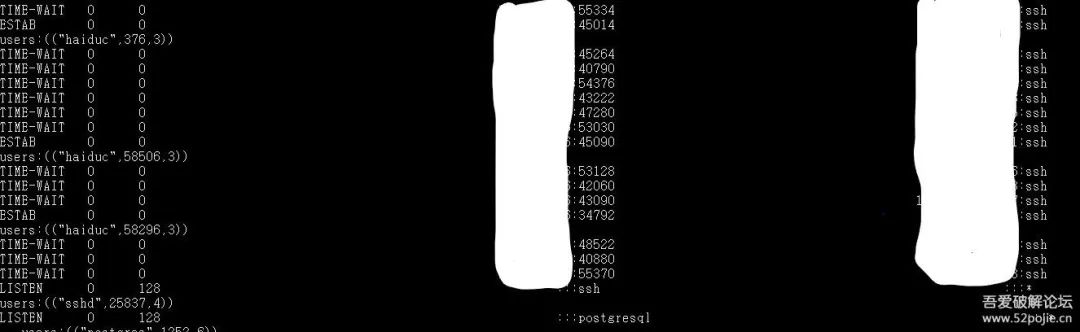 TIME-WAIT 0 0 :55334 :ssh
ESTAB 0 0 :45014 :ssh
users:(("haiduc",376,3))
TIME-WAIT 0 0 :45264 :ssh
TIME-WAIT 0 0 :40790 :ssh
TIME-WAIT 0 0 :54376 :ssh
TIME-WAIT 0 0 :43222 :ssh
TIME-WAIT 0 0 :47280 :ssh
TIME-WAIT 0 0 :53030 :ssh
ESTAB 0 0 :45090 :ssh
users:(("haiduc",58506,3))
TIME-WAIT 0 0 :53128 :ssh
TIME-WAIT 0 0 :42060 :ssh
TIME-WAIT 0 0 :43090 :ssh
ESTAB 0 0 :34792 :ssh
users:(("haiduc",58296,3))
TIME-WAIT 0 0 :48522 :ssh
TIME-WAIT 0 0 :40880 :ssh
TIME-WAIT 0 0 :55370 :ssh
LISTEN 0 128 :::ssh :::*
users:(("sshd",25837,4))
LISTEN 0 128 :::postgresql
users:(("postgres",1252,6))
吾爱破解论坛
www.52pojie.cn